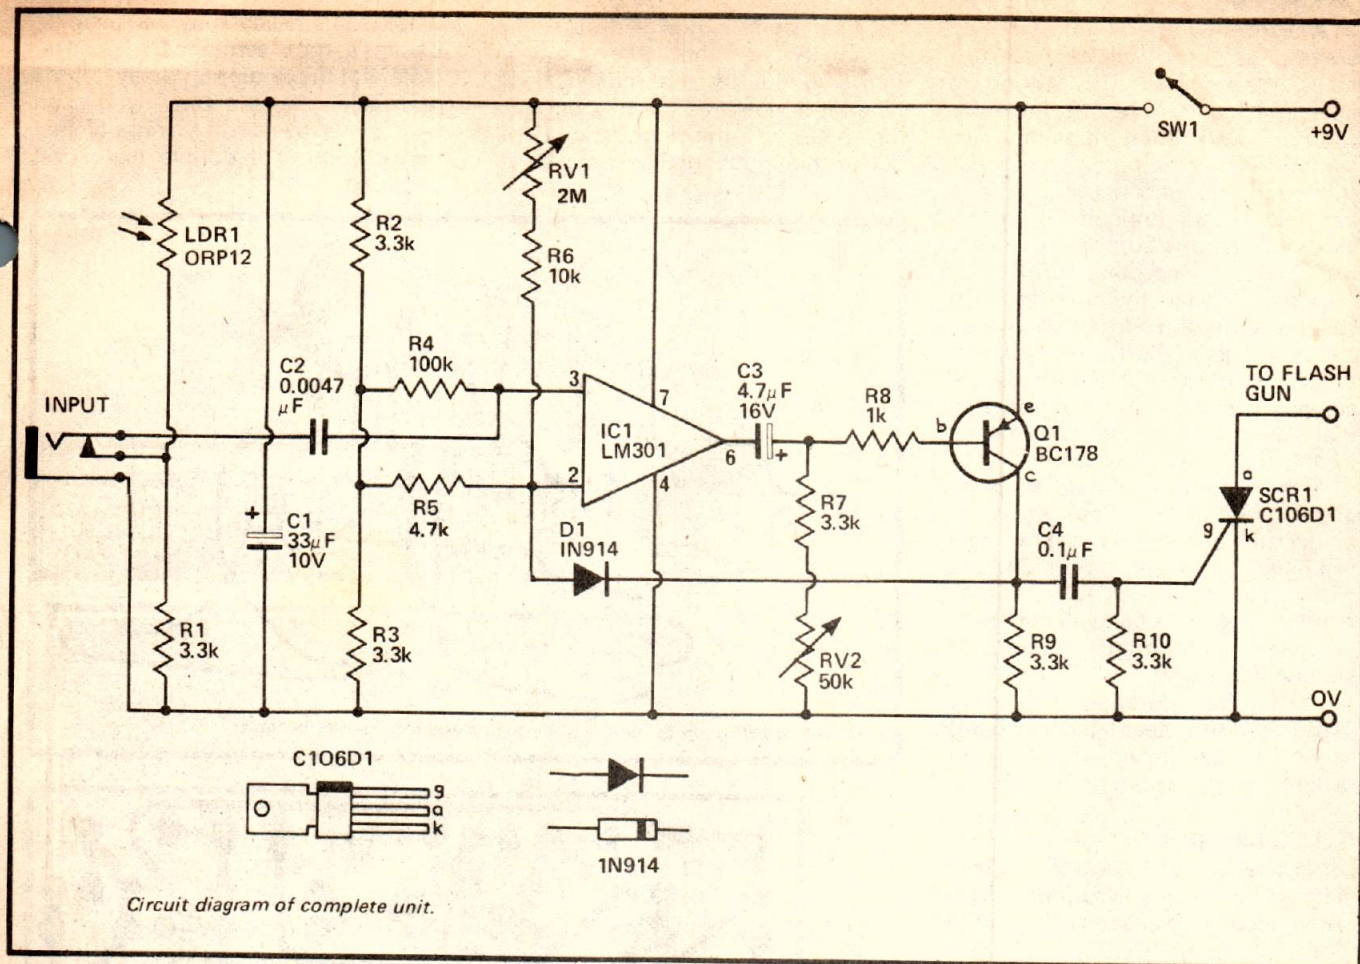 SW1
+9V
RV1
2M
LDR1
ORP12
R2
3.3k
R6
10k
R4
100k
C2
0.0047
µF
C3
4.7µF
16V
TO FLASH
GUN
INPUT
3
7
R8
1k
e
b
Q1
BC178
c
IC1
LM301
6
+
2
4
R5
4.7k
a
SCR1
C106D1
g
k
R7
3.3k
+
C1
33µF
10V
D1
IN914
C4
0.1µF
R1
3.3k
R3
3.3k
RV2
50k
R9
3.3k
R10
3.3k
OV
C106D1
g
a
k
1N914
Circuit diagram of complete unit.